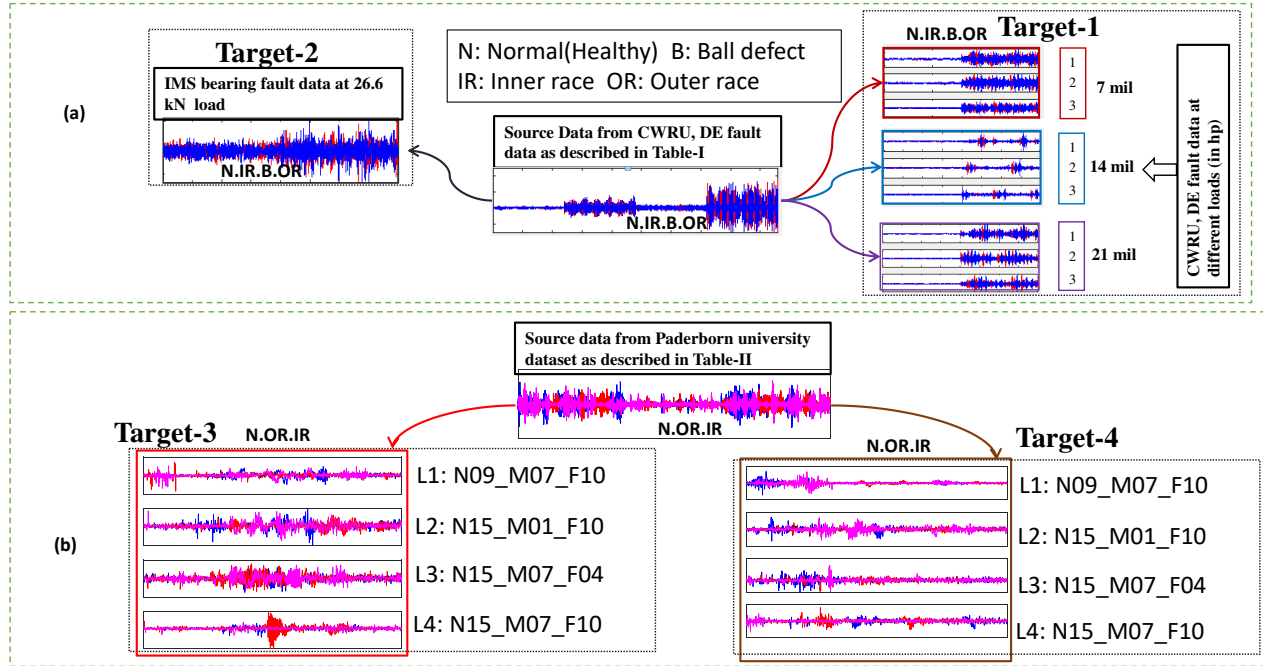 (a)
Target-2
IMS bearing fault data at 26.6
kN load
N.IR.B.OR
N: Normal(Healthy) B: Ball defect
IR: Inner race OR: Outer race
Source Data from CWRU, DE fault
data as described in Table-I
N.IR.B.OR
Target-1
N.IR.B.OR
1
2
3
7 mil
1
2
3
14 mil
1
2
3
21 mil
CWRU, DE fault data at
different loads (in hp)
(b)
Source data from Paderborn university
dataset as described in Table-II
N.OR.IR
Target-3
N.OR.IR
L1: N09_M07_F10
L2: N15_M01_F10
L3: N15_M07_F04
L4: N15_M07_F10
Target-4
N.OR.IR
L1: N09_M07_F10
L2: N15_M01_F10
L3: N15_M07_F04
L4: N15_M07_F10